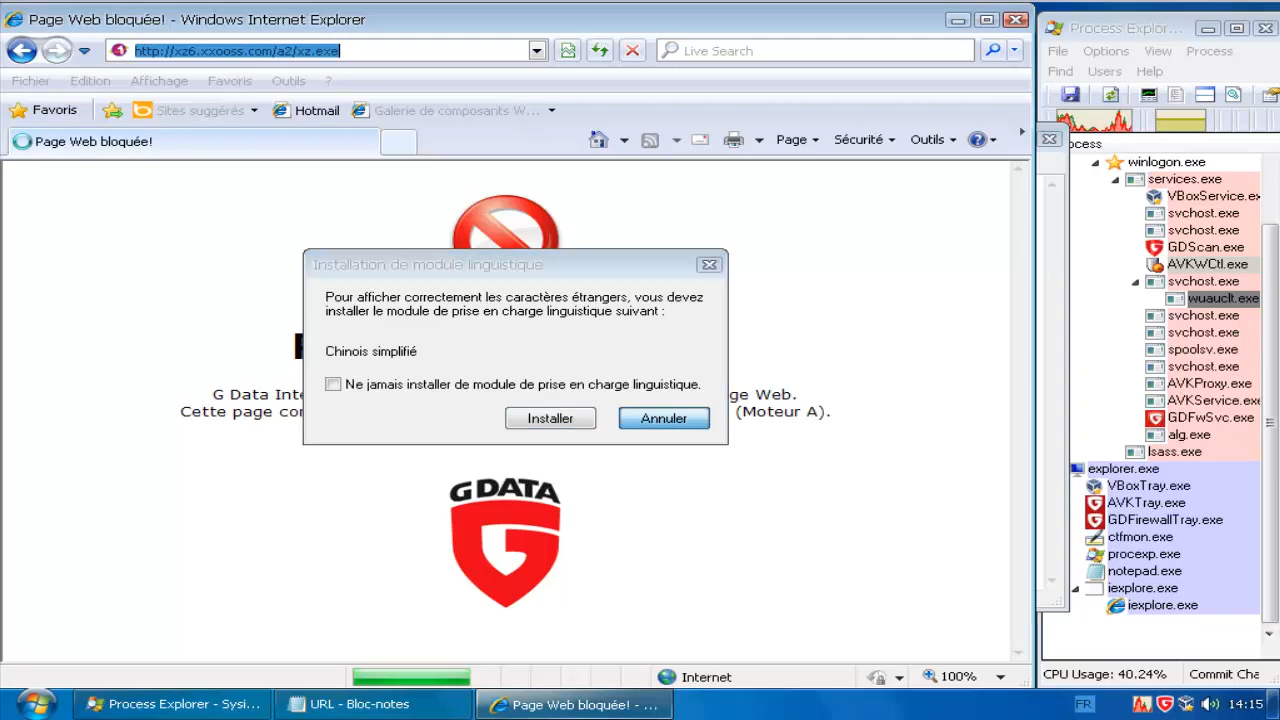 Page Web bloquée! - Windows Internet Explorer
http://xz6.xxooss.com/a2/xz.exe
Live Search
Fichier Edition Affichage Favoris Outils
Favoris Sites suggérés Hotmail Galerie de composants W...
Page Web bloquée! Page Sécurité Outils
Installation de module linguistique
Pour afficher correctement les caractères étrangers, vous devez
installer le module de prise en charge linguistique suivant :
Chinois simplifié
Ne jamais installer de module de prise en charge linguistique.
Installer Annuler
G Data Inte ge Web.
Cette page con (Moteur A).
G DATA
Internet 100%
Process Explor...
File Options View Process
Find Users Help
ocess
winlogon.exe
services.exe
VBoxService.ex
svchost.exe
svchost.exe
GDScan.exe
AVKWCtl.exe
svchost.exe
wuauclt.exe
svchost.exe
svchost.exe
spoolsv.exe
svchost.exe
AVKProxy.exe
AVKService.exe
GDFwSvc.exe
alg.exe
lsass.exe
explorer.exe
VBoxTray.exe
AVKTray.exe
GDFirewallTray.exe
ctfmon.exe
procexp.exe
notepad.exe
iexplore.exe
iexplore.exe
CPU Usage: 40.24% Commit Cha
Process Explorer - Sysi... URL - Bloc-notes Page Web bloquée! - ... FR 14:15